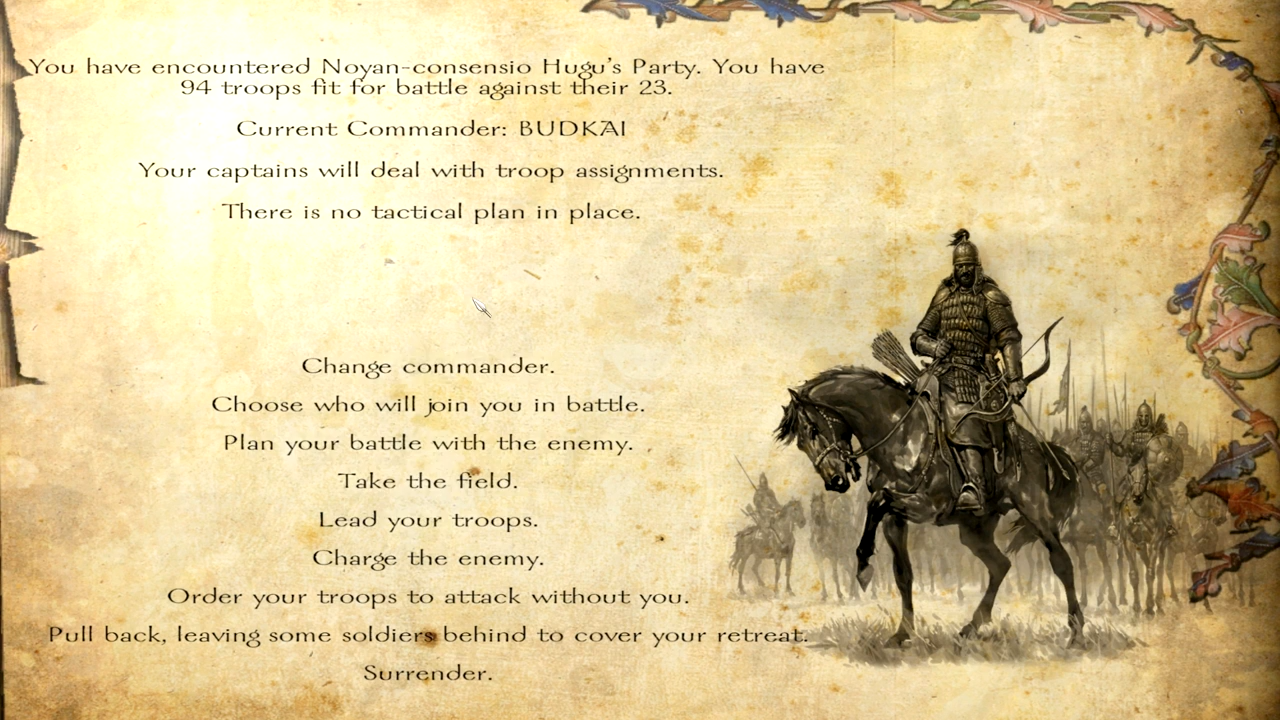 You have encountered Noyan-consensio Hugu's Party. You have
94 troops fit for battle against their 23.
Current Commander: BUDKAI
Your captains will deal with troop assignments.
There is no tactical plan in place.
Change commander.
Choose who will join you in battle.
Plan your battle with the enemy.
Take the field.
Lead your troops.
Charge the enemy.
Order your troops to attack without you.
Pull back, leaving some soldiers behind to cover your retreat.
Surrender.